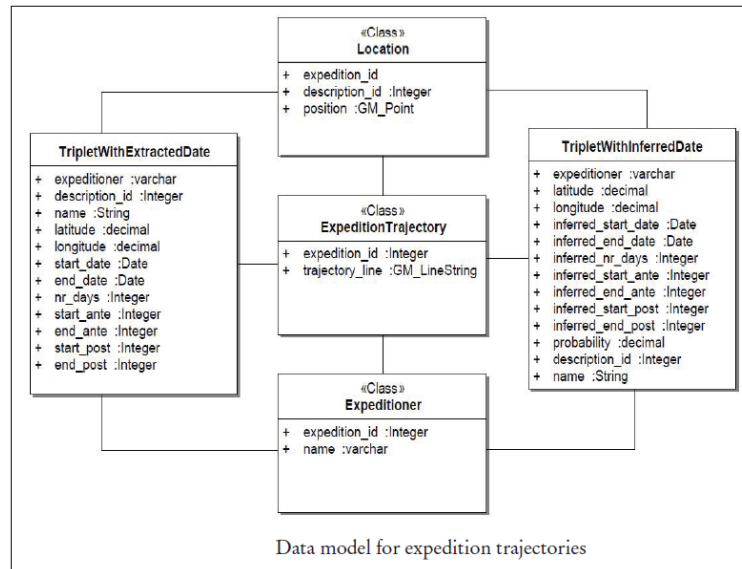 «Class»
Location
+ expedition_id
+ description_id :Integer
+ position :GM_Point
TripletWithExtractedDate
+ expeditioner :varchar
+ description_id :Integer
+ name :String
+ latitude :decimal
+ longitude :decimal
+ start_date :Date
+ end_date :Date
+ nr_days :Integer
+ start_ante :Integer
+ end_ante :Integer
+ start_post :Integer
+ end_post :Integer
«Class»
ExpeditionTrajectory
+ expedition_id :Integer
+ trajectory_line :GM_LineString
TripletWithInferredDate
+ expeditioner :varchar
+ latitude :decimal
+ longitude :decimal
+ inferred_start_date :Date
+ inferred_end_date :Date
+ inferred_nr_days :Integer
+ inferred_start_ante :Integer
+ inferred_end_ante :Integer
+ inferred_start_post :Integer
+ inferred_end_post :Integer
+ probability :decimal
+ description_id :Integer
+ name :String
«Class»
Expeditioner
+ expedition_id :Integer
+ name :varchar
Data model for expedition trajectories